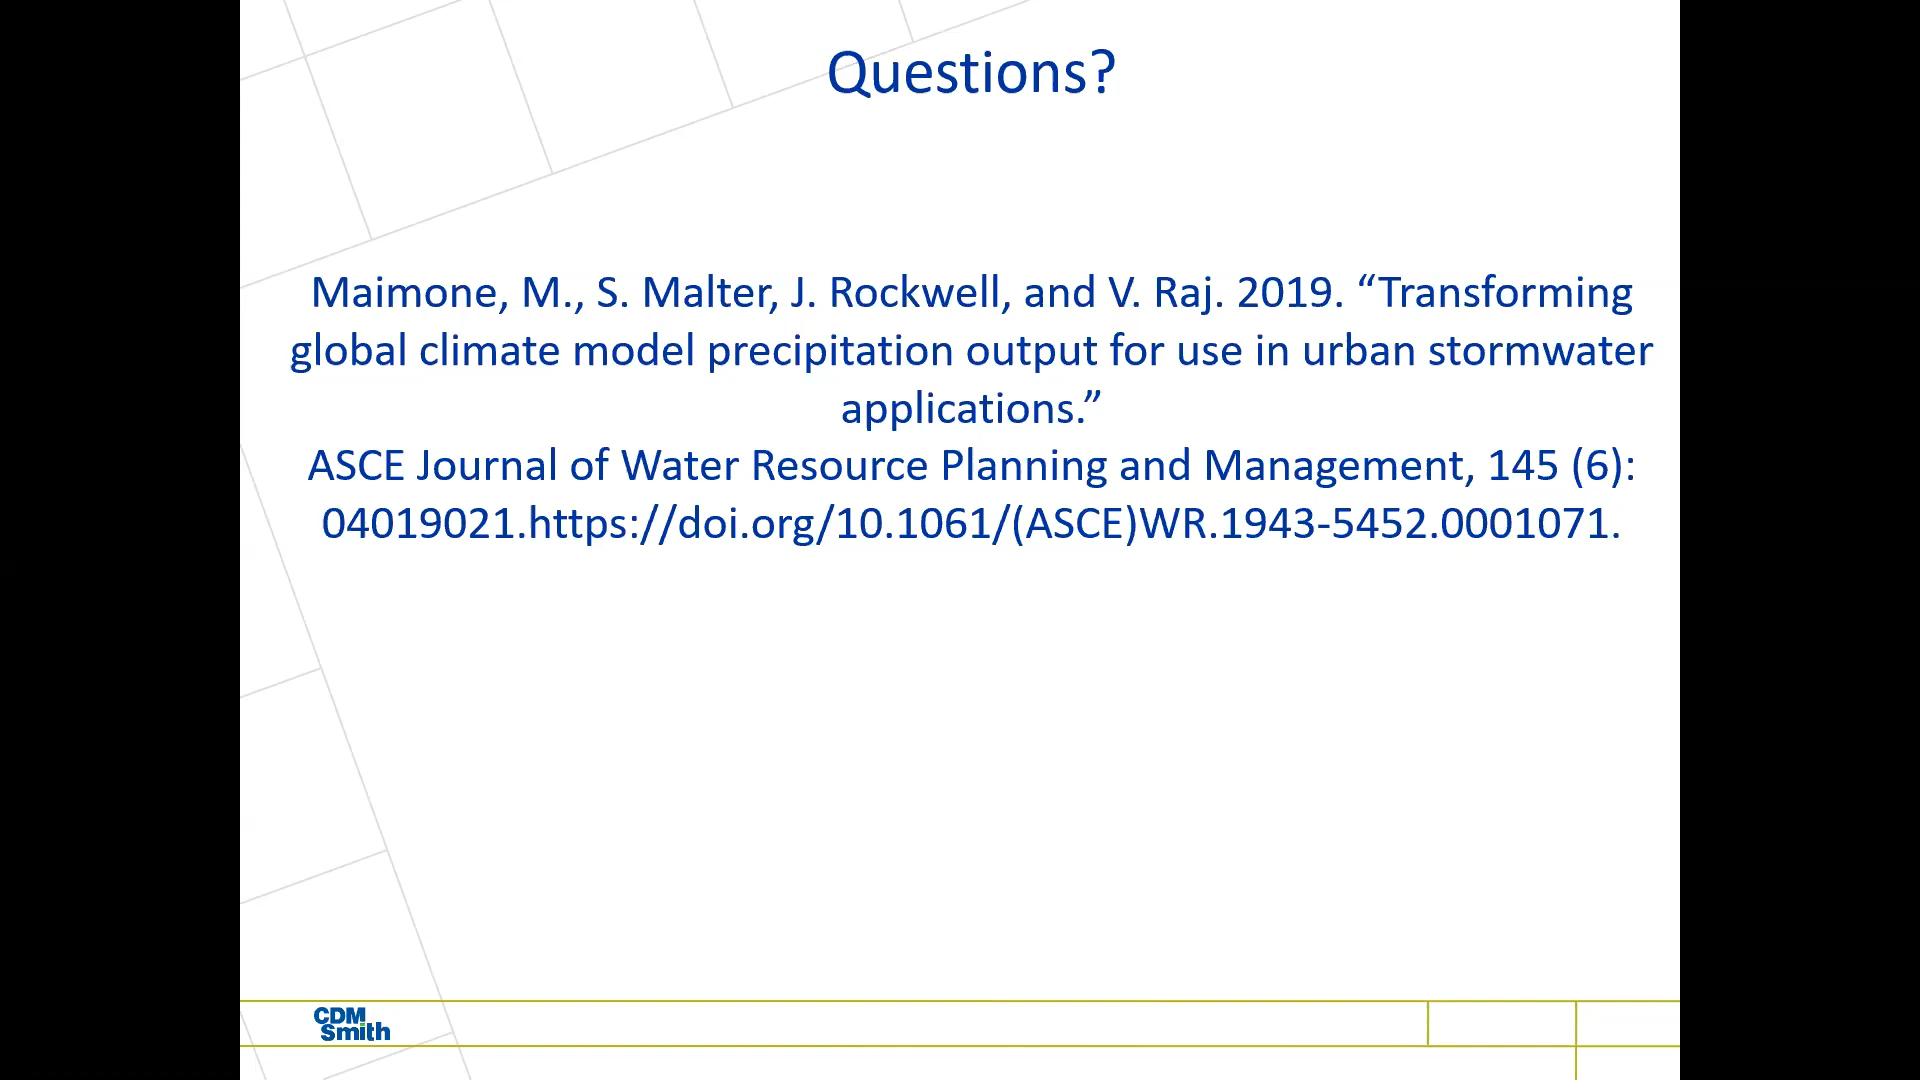 Questions?
Maimone, M., S. Malter, J. Rockwell, and V. Raj. 2019. “Transforming
global climate model precipitation output for use in urban stormwater
applications.”
ASCE Journal of Water Resource Planning and Management, 145 (6):
04019021.https://doi.org/10.1061/(ASCE)WR.1943-5452.0001071.
CDM
Smith